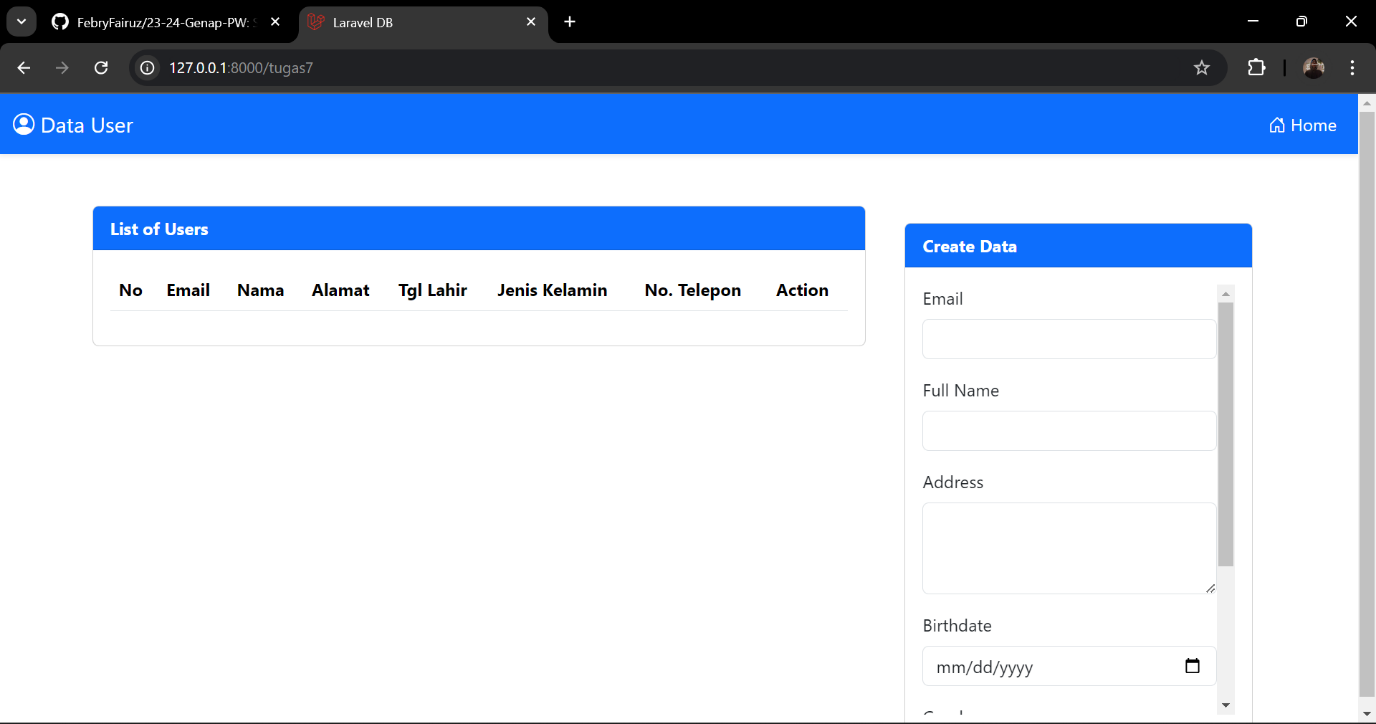 FebryFairuz/23-24-Genap-PW:
Laravel DB
127.0.0.1:8000/tugas7
Data User
Home
List of Users
No Email Nama Alamat Tgl Lahir Jenis Kelamin No. Telepon Action
Create Data
Email
Full Name
Address
Birthdate
mm/dd/yyyy